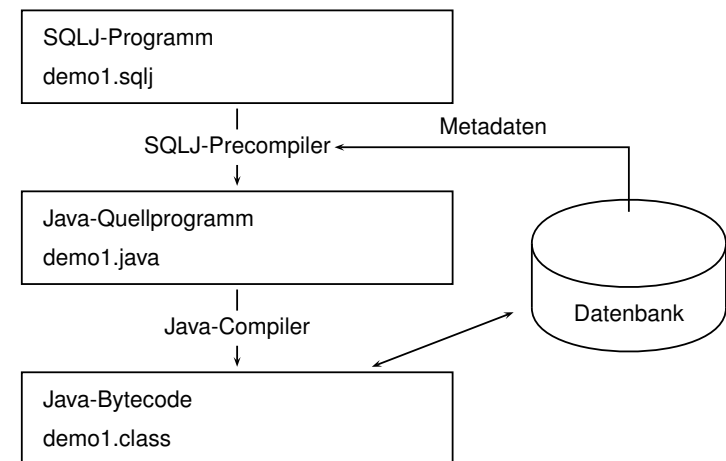 SQLJ-Programm
demo1.sqlj
Metadaten
SQLJ-Precompiler
Java-Quellprogramm
demo1.java
Datenbank
Java-Compiler
Java-Bytecode
demo1.class